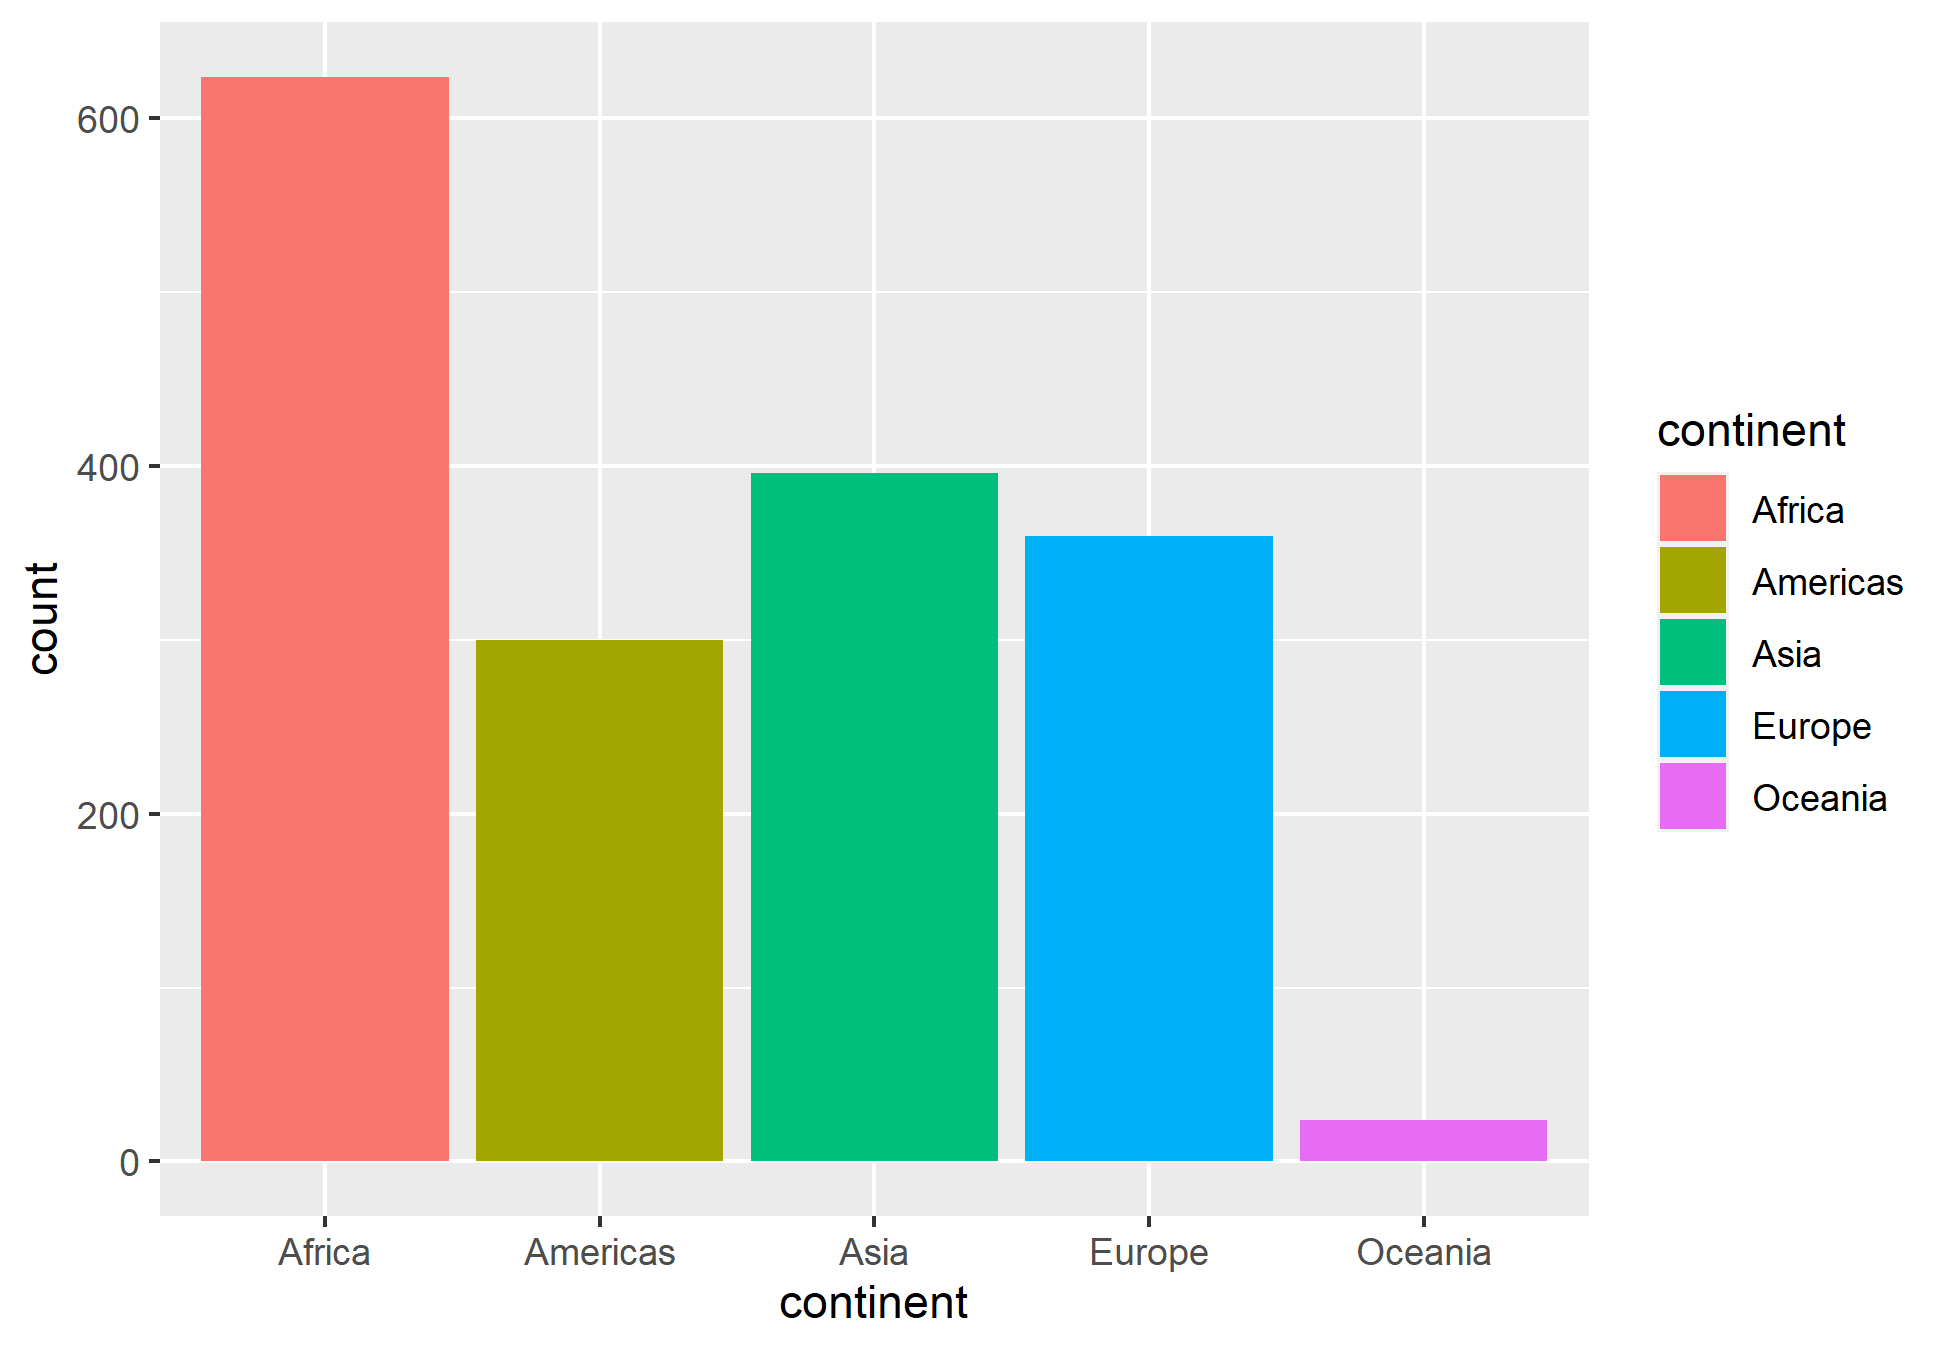 600
400
200
0
count
Africa Americas Asia Europe Oceania
continent
continent
Africa
Americas
Asia
Europe
Oceania